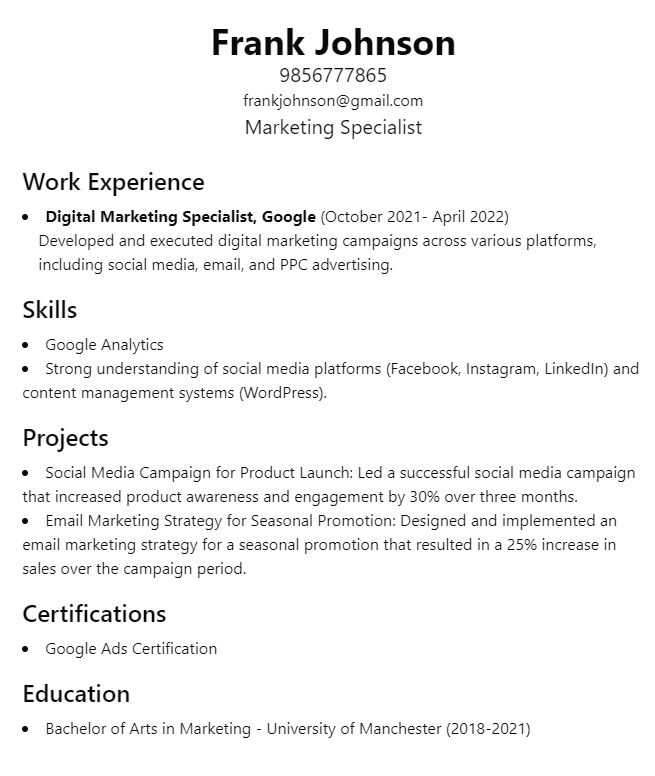 Frank Johnson
9856777865
frankjohnson@gmail.com
Marketing Specialist
Work Experience
• Digital Marketing Specialist, Google (October 2021- April 2022)
Developed and executed digital marketing campaigns across various platforms,
including social media, email, and PPC advertising.
Skills
• Google Analytics
• Strong understanding of social media platforms (Facebook, Instagram, LinkedIn) and
content management systems (WordPress).
Projects
• Social Media Campaign for Product Launch: Led a successful social media campaign
that increased product awareness and engagement by 30% over three months.
• Email Marketing Strategy for Seasonal Promotion: Designed and implemented an
email marketing strategy for a seasonal promotion that resulted in a 25% increase in
sales over the campaign period.
Certifications
• Google Ads Certification
Education
• Bachelor of Arts in Marketing - University of Manchester (2018-2021)